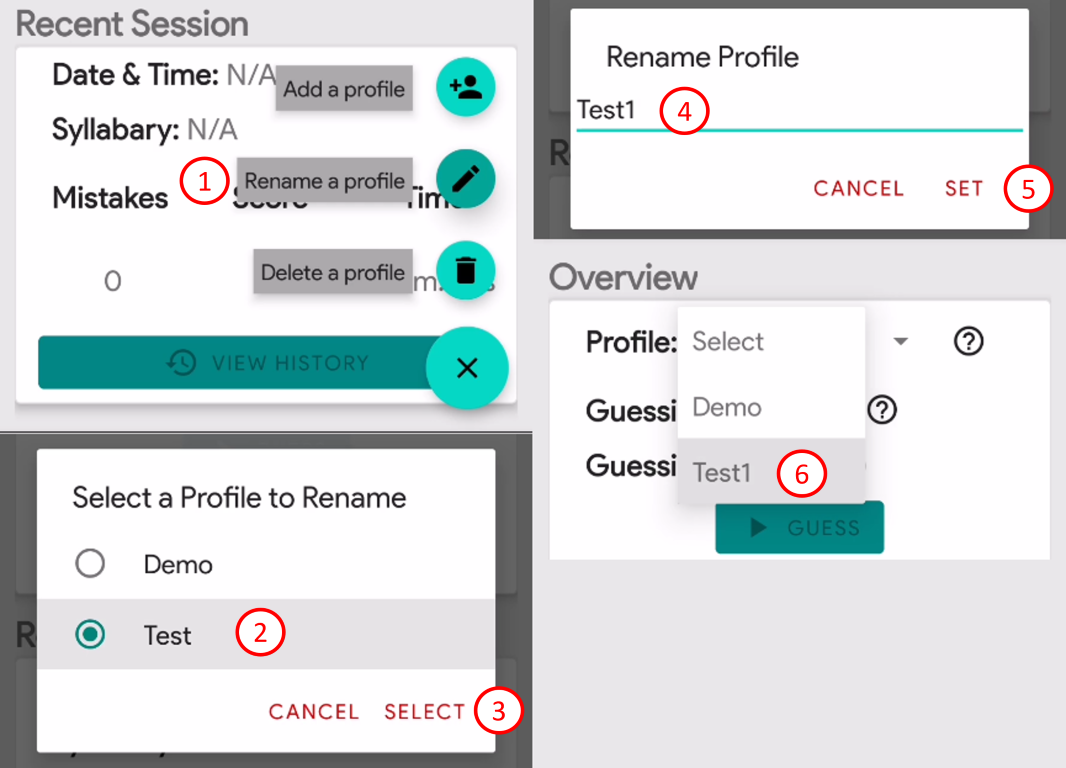 Recent Session
Date & Time: N/A
Add a profile
Syllabary: N/A
1
Rename a profile
Mistakes
Delete a profile
0
VIEW HISTORY
Select a Profile to Rename
Demo
Test
2
CANCEL SELECT
3
Rename Profile
Test1
4
CANCEL SET
5
Overview
Profile: Select
Demo
Guessi
Guessi
Test1
6
GUESS